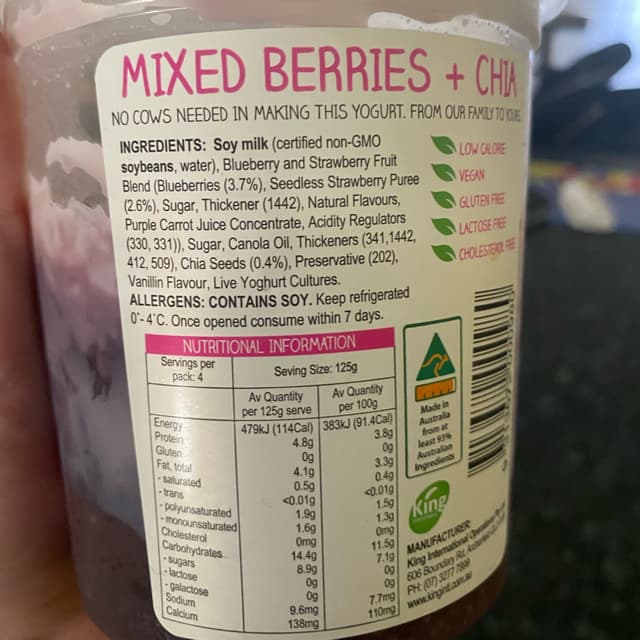 MIXED BERRIES + CHIA
NO COWS NEEDED IN MAKING THIS YOGURT. FROM OUR FAMILY TO YOURS
INGREDIENTS: Soy milk (certified non-GMO
soybeans, water), Blueberry and Strawberry Fruit
Blend (Blueberries (3.7%), Seedless Strawberry Puree
(2.6%), Sugar, Thickener (1442), Natural Flavours,
Purple Carrot Juice Concentrate, Acidity Regulators
(330, 331)), Sugar, Canola Oil, Thickeners (341,1442,
412, 509), Chia Seeds (0.4%), Preservative (202),
Vanillin Flavour, Live Yoghurt Cultures.
ALLERGENS: CONTAINS SOY. Keep refrigerated
0°-4°C. Once opened consume within 7 days.
LOW CALORIE
VEGAN
GLUTEN FREE
LACTOSE FREE
CHOLESTEROL FREE
NUTRITIONAL INFORMATION
Servings per
pack: 4
Seving Size: 125g
Av Quantity
per 125g serve
Av Quantity
per 100g
Energy 479kJ (114Cal) 383kJ (91.4Cal)
Protein 4.8g 3.8g
Gluten 0g 0g
Fat, total 4.1g 3.3g
- saturated 0.5g 0.4g
- trans <0.01g <0.01g
- polyunsaturated 1.9g 1.5g
- monounsaturated 1.6g 1.3g
Cholesterol 0mg 0mg
Carbohydrates 14.4g 11.5g
- sugars 8.9g 7.1g
- lactose 0g 0g
- galactose 0g 0g
Sodium 9.6mg 7.7mg
Calcium 138mg 110mg
Made in
Australia
from at
least 93%
Australian
Ingredients
King
MANUFACTURER:
King International
606 Boundary Rd,
PH: (07) 3277 7899
www.kingint.com.au